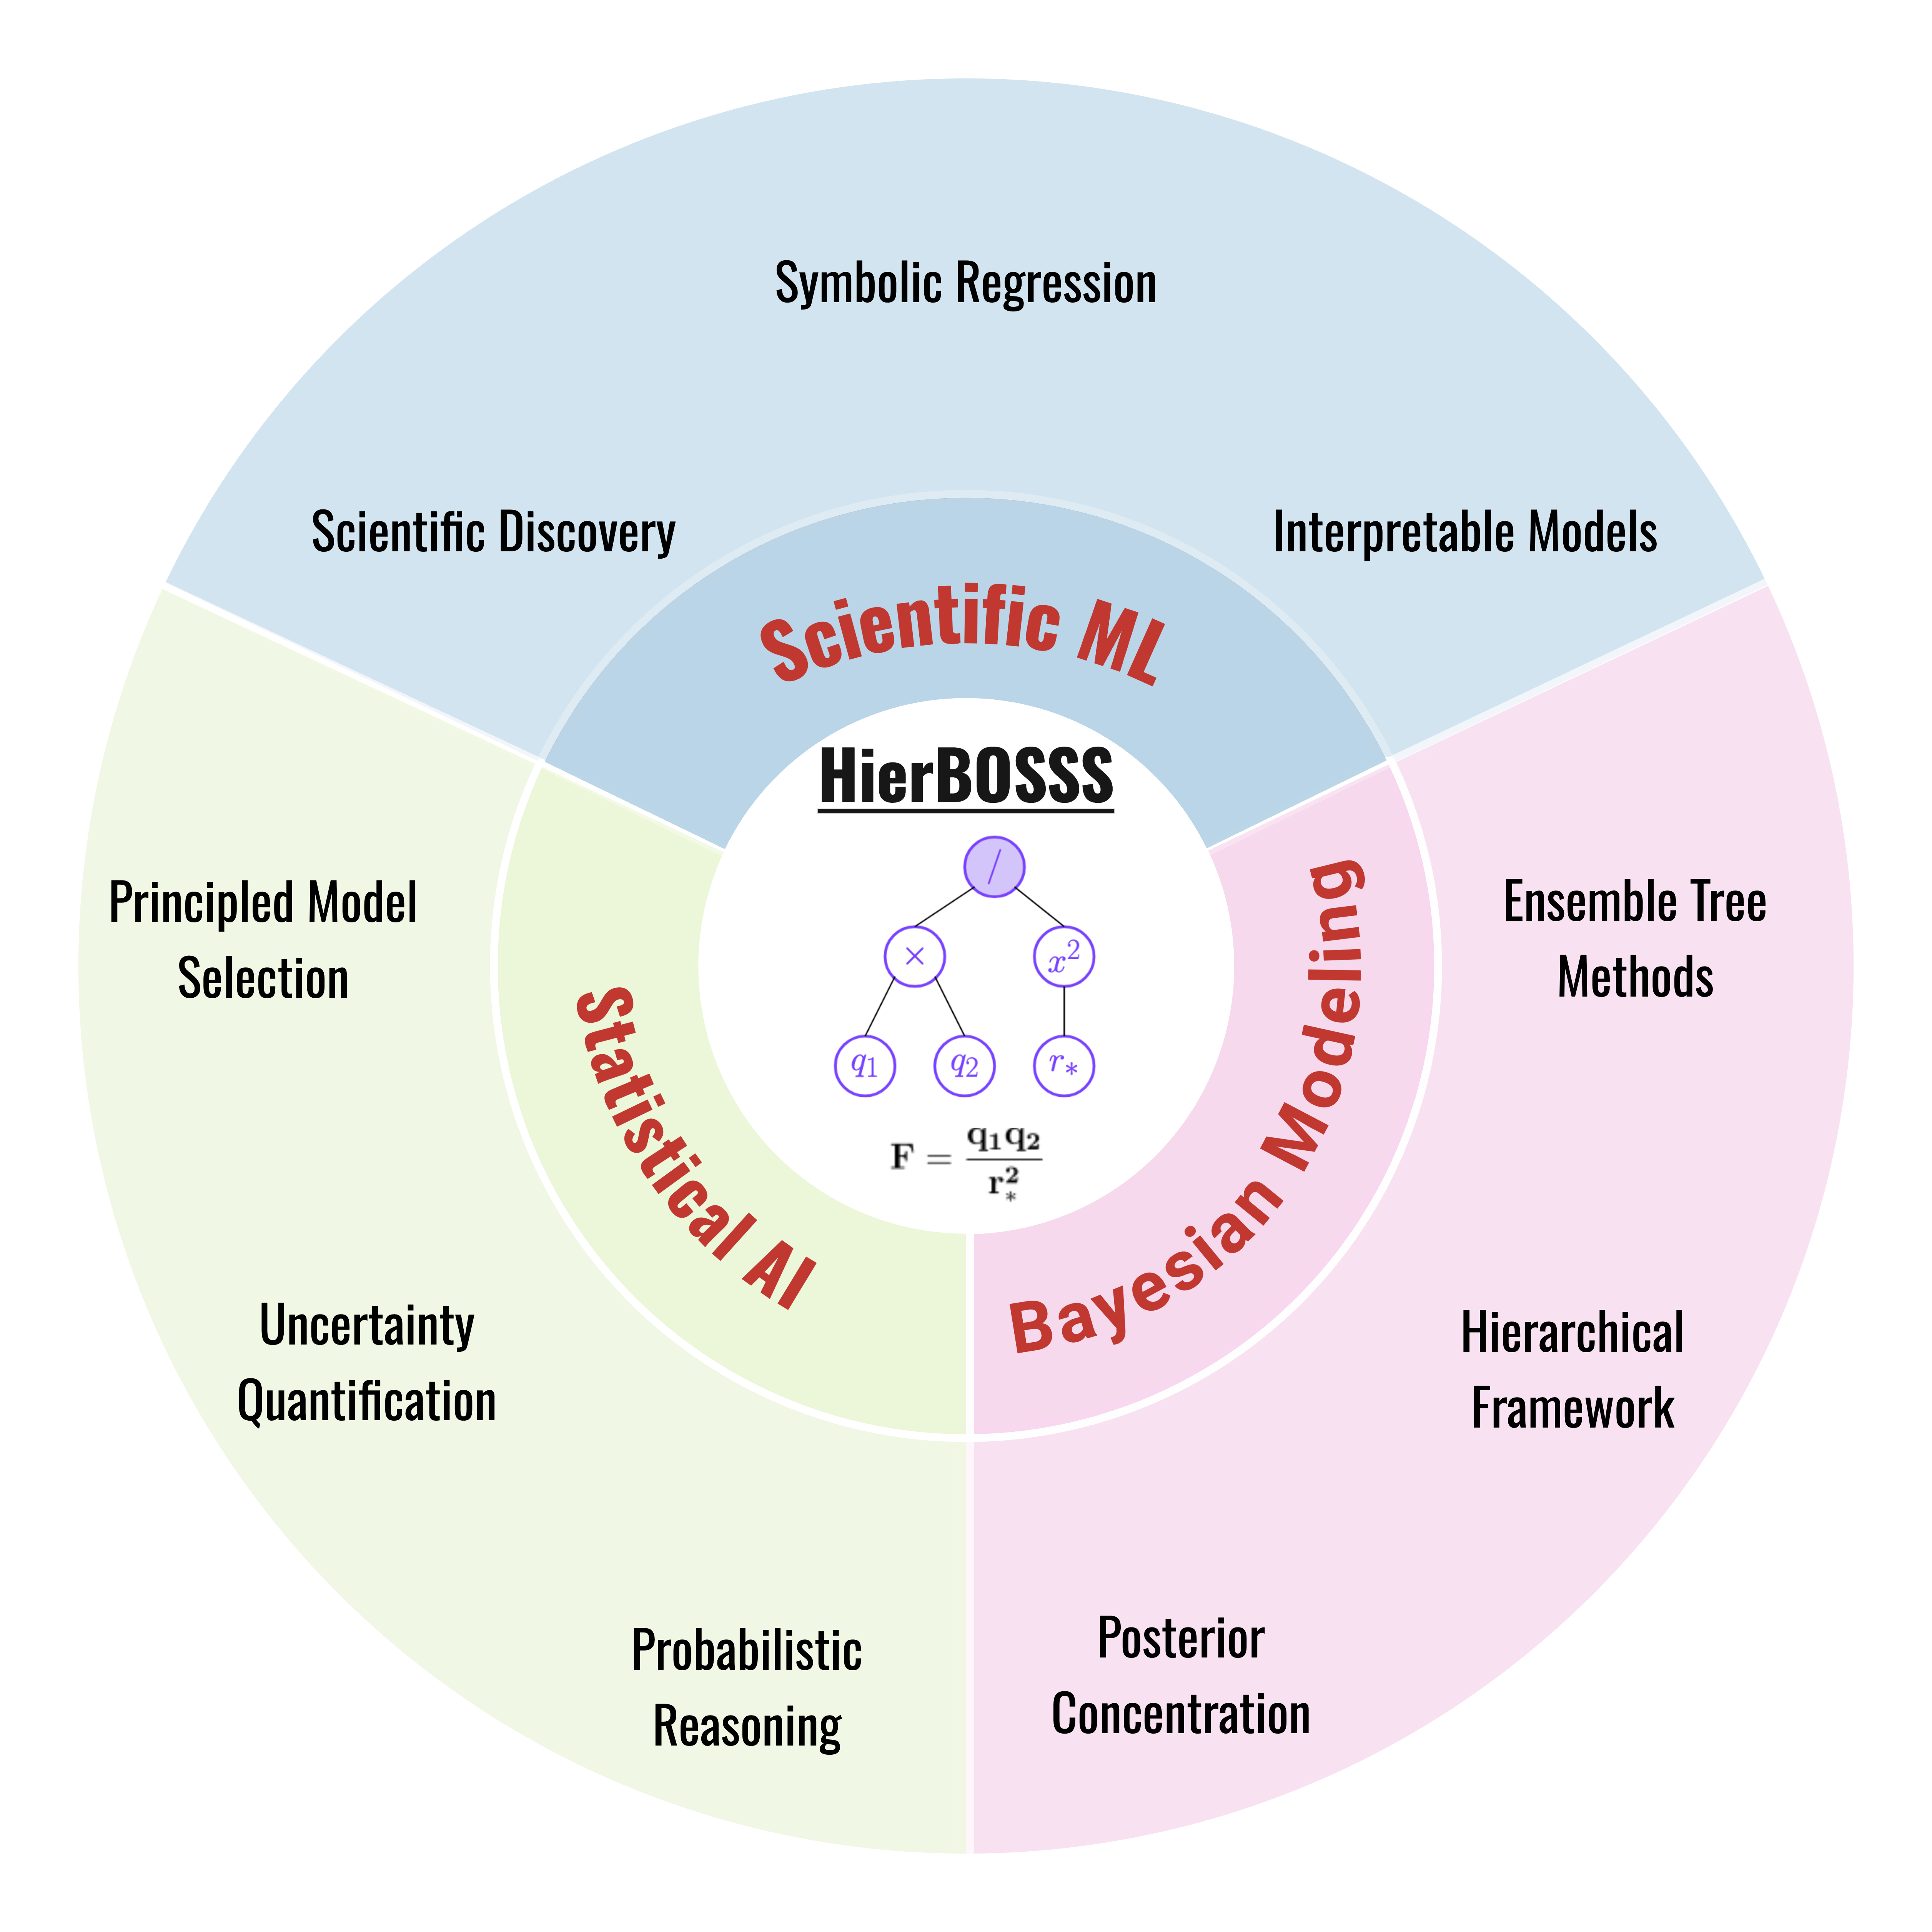 Symbolic Regression
Scientific Discovery
Interpretable Models
Scientific ML
HierBOSSS
/
× x²
q₁ q₂ r∗
F = q₁q₂ / r∗²
Principled Model
Selection
Uncertainty
Quantification
Probabilistic
Reasoning
Statistical AI
Bayesian Modeling
Ensemble Tree
Methods
Hierarchical
Framework
Posterior
Concentration